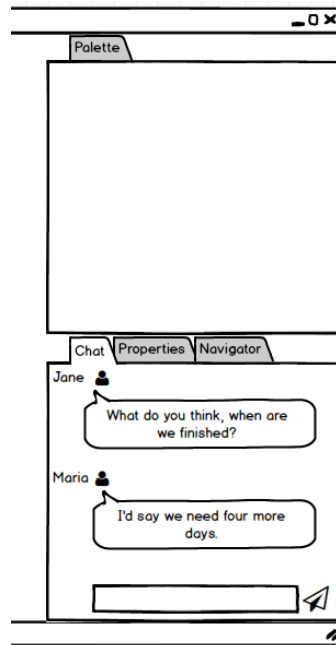 Palette
Chat Properties Navigator
Jane
What do you think, when are
we finished?
Maria
I'd say we need four more
days.